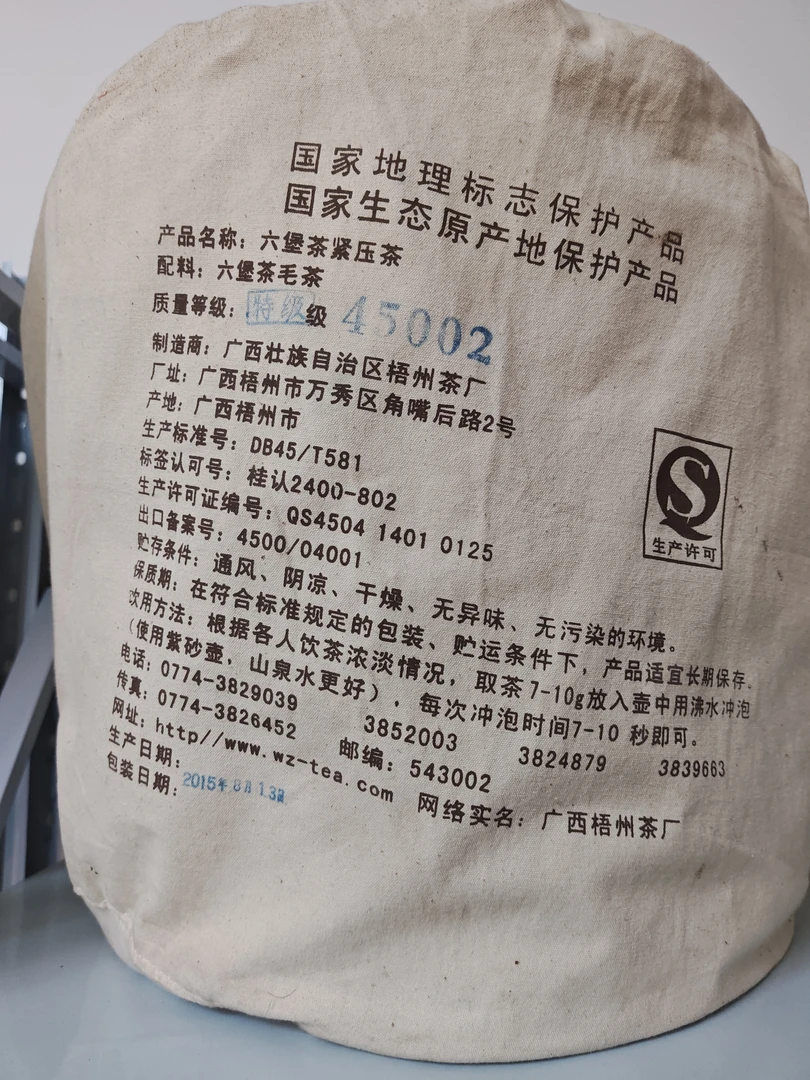 国家地理标志保护产品
国家生态原产地保护产品
产品名称：六堡茶紧压茶
配料：六堡茶毛茶
质量等级：特级级 45002
制造商：广西壮族自治区梧州茶厂
厂址：广西梧州市万秀区角嘴后路2号
产地：广西梧州市
生产标准号：DB45/T581
标签认可号：桂认2400-802
生产许可证编号：QS4504 1401 0125
出口备案号：4500/04001
贮存条件：通风、阴凉、干燥、无异味、无污染的环境。
保质期：在符合标准规定的包装、贮运条件下，产品适宜长期保存。
饮用方法：根据各人饮茶浓淡情况，取茶7-10g放入壶中用沸水冲泡
（使用紫砂壶，山泉水更好），每次冲泡时间7-10 秒即可。
电话：0774-3829039 3852003 3824879 3839663
传真：0774-3826452 邮编：543002
网址：http//www.wz-tea.com 网络实名：广西梧州茶厂
生产日期：
包装日期：2015年8月13日
生产许可